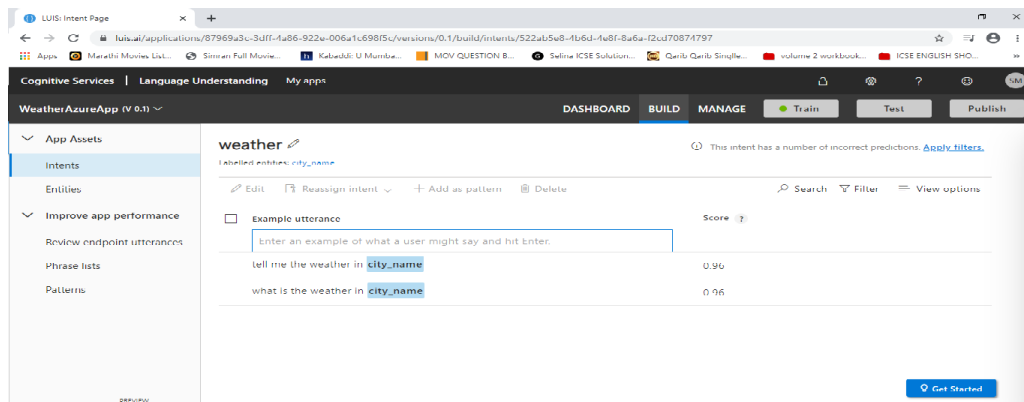 LUIS: Intent Page
luis.ai/applications/87969a3c-3dff-4a86-922e-006a1c698f5c/versions/0.1/build/intents/522ab5e8-4b6d-4e8f-8a6a-f2cd70874797
Apps Marathi Movies List... Simran Full Movie... Kabaddi: U Mumba... MOV QUESTION B... Selina ICSE Solution... Qarib Qarib Singlle... volume 2 workbook... ICSE ENGLISH SHO...
Cognitive Services | Language Understanding My apps ? SM
WeatherAzureApp (V 0.1) DASHBOARD BUILD MANAGE Train Test Publish
App Assets
Intents
Entities
Improve app performance
Review endpoint utterances
Phrase lists
Patterns
PREVIEW
weather
This intent has a number of incorrect predictions. Apply filters.
Labelled entities: city_name
Edit Reassign intent Add as pattern Delete Search Filter View options
Example utterance Score ?
Enter an example of what a user might say and hit Enter.
tell me the weather in city_name 0.96
what is the weather in city_name 0.96
Get Started